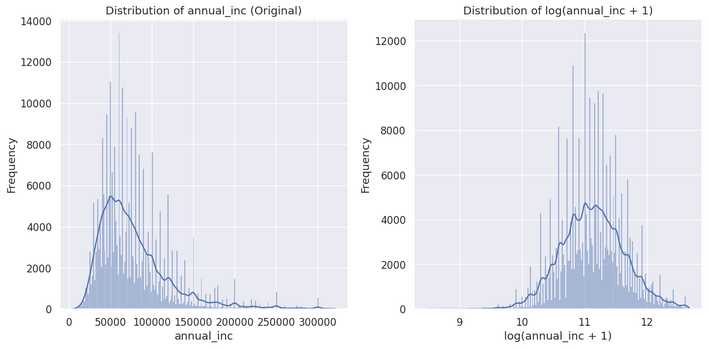 Distribution of annual_inc (Original)
14000
12000
10000
8000
6000
4000
2000
0
Frequency
0 50000 100000 150000 200000 250000 300000
annual_inc
Distribution of log(annual_inc + 1)
12000
10000
8000
6000
4000
2000
0
Frequency
9 10 11 12
log(annual_inc + 1)